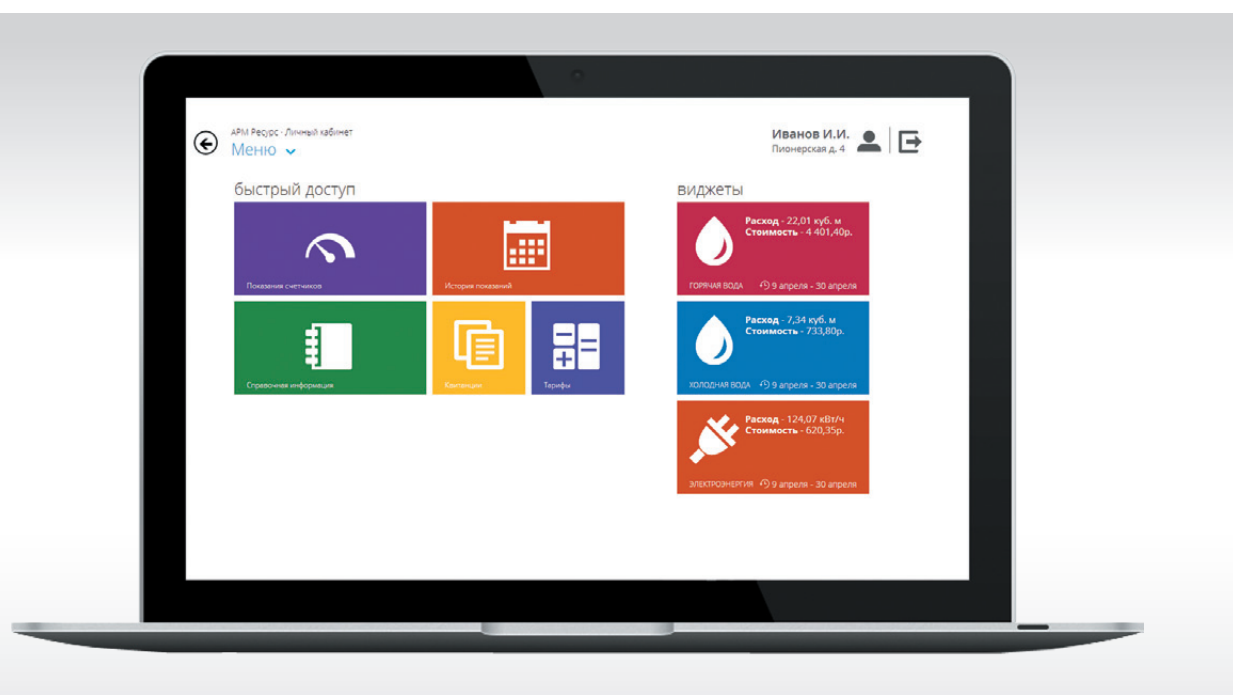 АРМ Ресурс · Личный кабинет
Меню
Иванов И.И.
Пионерская д. 4
быстрый доступ
Показания счетчиков
История показаний
Справочная информация
Квитанции
Тарифы
виджеты
Расход - 22,01 куб. м
Стоимость - 4 401,40р.
ГОРЯЧАЯ ВОДА 9 апреля - 30 апреля
Расход - 7,34 куб. м
Стоимость - 733,80р.
ХОЛОДНАЯ ВОДА 9 апреля - 30 апреля
Расход - 124,07 кВт/ч
Стоимость - 620,35р.
ЭЛЕКТРОЭНЕРГИЯ 9 апреля - 30 апреля